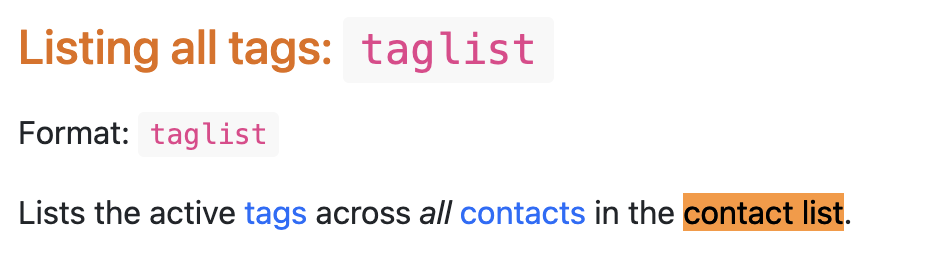 Listing all tags: taglist
Format: taglist
Lists the active tags across all contacts in the contact list.